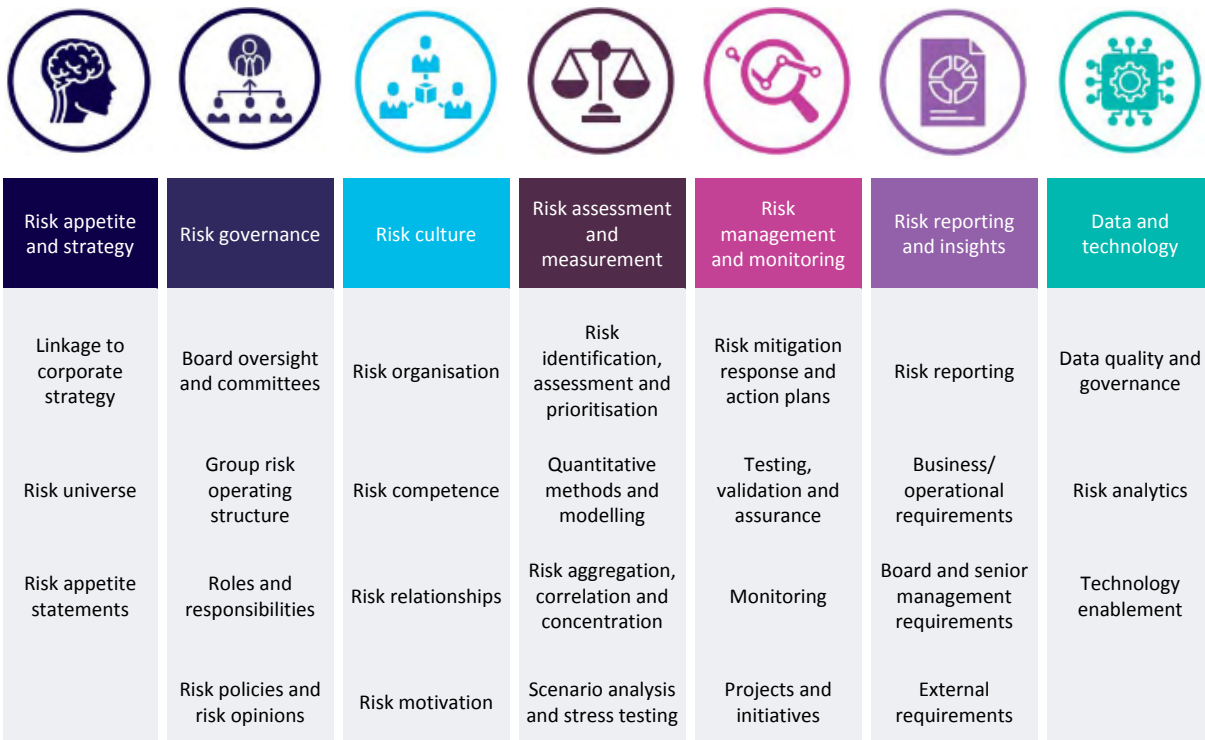 Risk appetite
and strategy
Risk governance
Risk culture
Risk assessment
and
measurement
Risk
management
and monitoring
Risk reporting
and insights
Data and
technology
Linkage to
corporate
strategy
Board oversight
and committees
Risk organisation
Risk
identification,
assessment and
prioritisation
Risk mitigation
response and
action plans
Risk reporting
Data quality and
governance
Risk universe
Group risk
operating
structure
Risk competence
Quantitative
methods and
modelling
Testing,
validation and
assurance
Business/
operational
requirements
Risk analytics
Risk appetite
statements
Roles and
responsibilities
Risk relationships
Risk aggregation,
correlation and
concentration
Monitoring
Board and senior
management
requirements
Technology
enablement
Risk policies and
risk opinions
Risk motivation
Scenario analysis
and stress testing
Projects and
initiatives
External
requirements